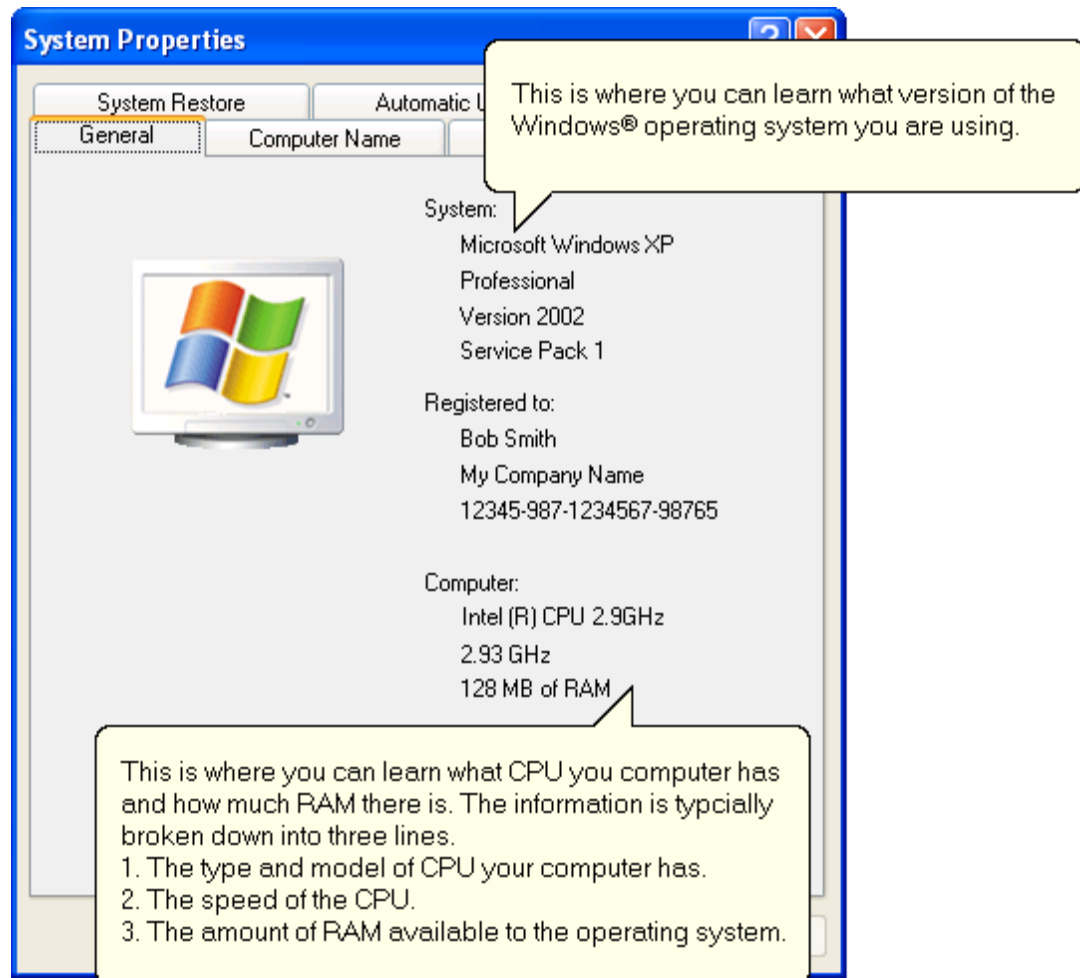 System Properties
System Restore
Automatic
General
Computer Name
This is where you can learn what version of the
Windows® operating system you are using.
System:
Microsoft Windows XP
Professional
Version 2002
Service Pack 1
Registered to:
Bob Smith
My Company Name
12345-987-1234567-98765
Computer:
Intel (R) CPU 2.9GHz
2.93 GHz
128 MB of RAM
This is where you can learn what CPU you computer has
and how much RAM there is. The information is typcially
broken down into three lines.
1. The type and model of CPU your computer has.
2. The speed of the CPU.
3. The amount of RAM available to the operating system.